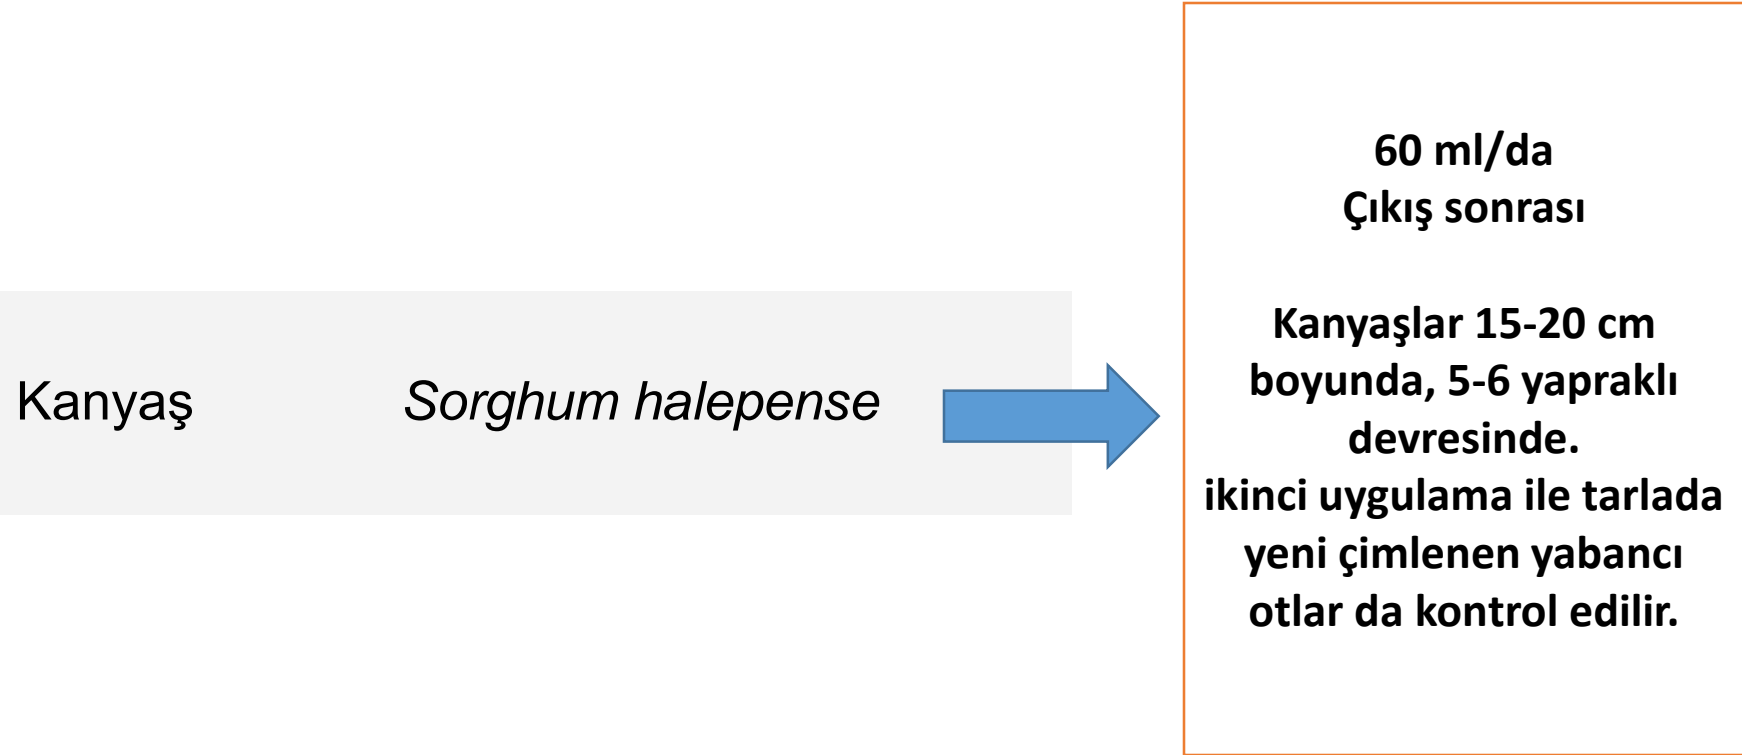 Kanyaş Sorghum halepense
60 ml/da
Çıkış sonrası
Kanyaşlar 15-20 cm
boyunda, 5-6 yapraklı
devresinde.
ikinci uygulama ile tarlada
yeni çimlenen yabancı
otlar da kontrol edilir.